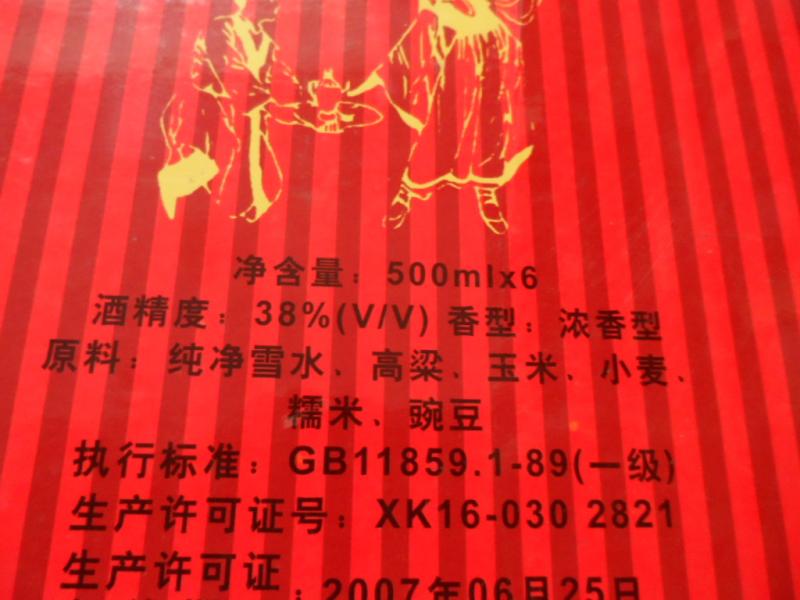 净含量：500mlx6
酒精度：38%(V/V) 香型：浓香型
原料：纯净雪水、高粱、玉米、小麦、
糯米、豌豆
执行标准：GB11859.1-89(一级)
生产许可证号：XK16-030 2821
生产许可证
：2007年06月25日